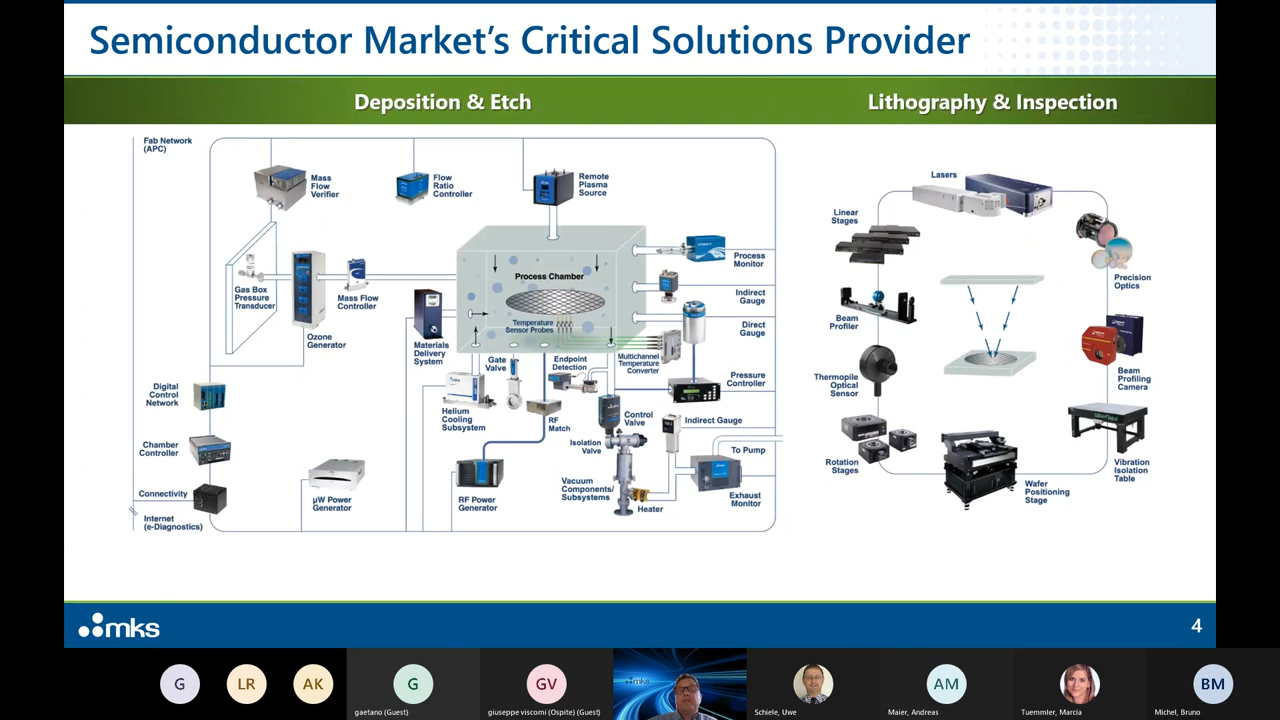 Semiconductor Market's Critical Solutions Provider
Deposition & Etch
Lithography & Inspection
Fab Network
(APC)
Mass
Flow
Verifier
Flow
Ratio
Controller
Remote
Plasma
Source
Process Chamber
Process
Monitor
Indirect
Gauge
Direct
Gauge
Gas Box
Pressure
Transducer
Mass Flow
Controller
Ozone
Generator
Materials
Delivery
System
Temperature
Sensor Probes
Gate
Valve
Endpoint
Detection
Multichannel
Temperature
Converter
Pressure
Controller
Digital
Control
Network
mks
Helium
Cooling
Subsystem
RF
Match
Control
Valve
Indirect Gauge
Isolation
Valve
To Pump
Chamber
Controller
Connectivity
Internet
(e-Diagnostics)
µW Power
Generator
RF Power
Generator
Vacuum
Components/
Subsystems
Heater
Exhaust
Monitor
Lasers
Linear
Stages
Precision
Optics
Beam
Profiler
Beam
Profiling
Camera
Thermopile
Optical
Sensor
Rotation
Stages
Wafer
Positioning
Stage
Vibration
Isolation
Table
mks
4
G
LR
AK
G
gaetano (Guest)
GV
giuseppe viscomi (Ospite) (Guest)
mks
Schiele, Uwe
AM
Maier, Andreas
Tuemmler, Marcia
BM
Michel, Bruno